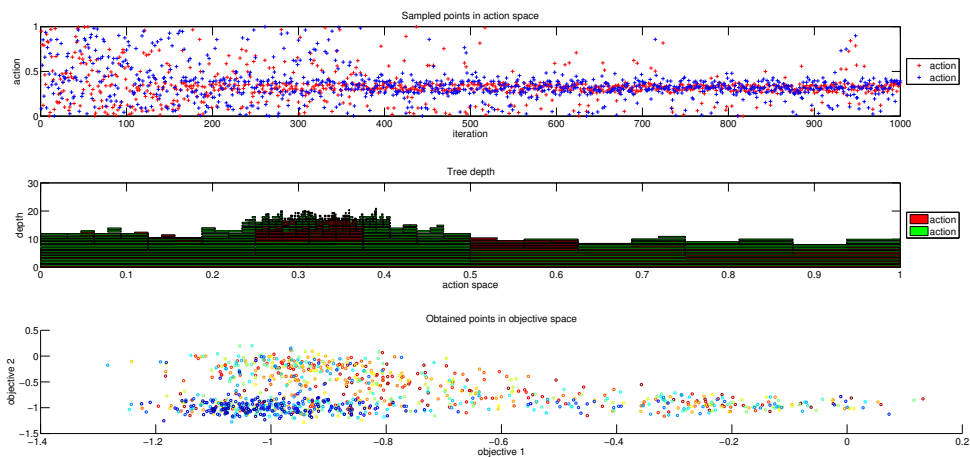 Sampled points in action space
1
0.5
0
action
0 100 200 300 400 500 600 700 800 900 1000
iteration
action
action
Tree depth
30
20
10
0
depth
0 0.1 0.2 0.3 0.4 0.5 0.6 0.7 0.8 0.9 1
action space
action
action
Obtained points in objective space
0.5
0
−0.5
−1
−1.5
objective 2
−1.4 −1.2 −1 −0.8 −0.6 −0.4 −0.2 0 0.2
objective 1